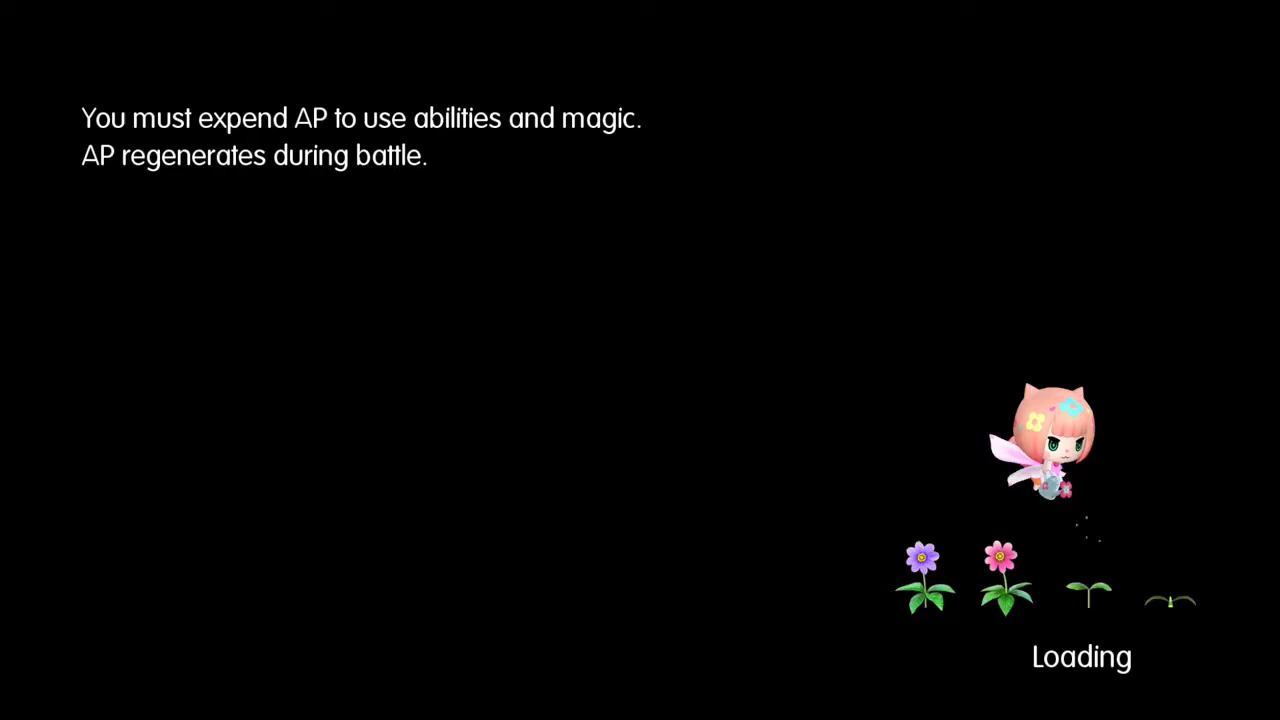 You must expend AP to use abilities and magic.
AP regenerates during battle.
Loading